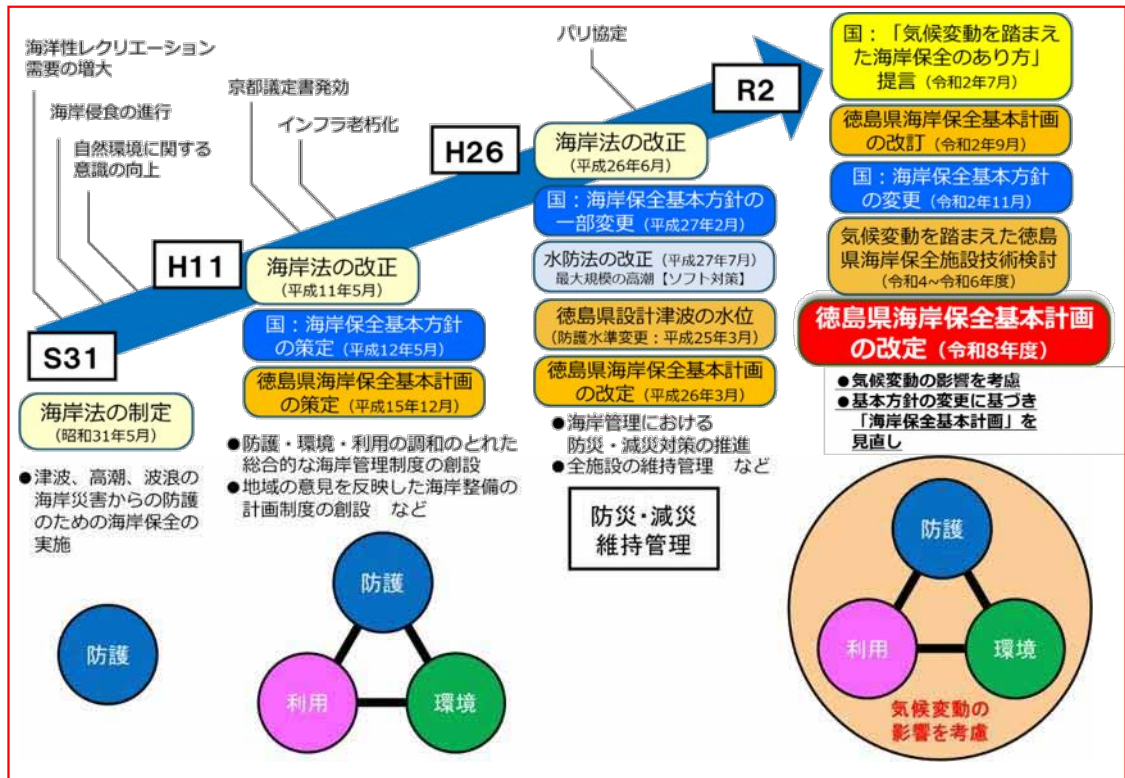 海洋性レクリエーション
需要の増大
海岸侵食の進行
自然環境に関する
意識の向上
京都議定書発効
インフラ老朽化
パリ協定
S31
海岸法の制定
(昭和31年5月)
●津波、高潮、波浪の
海岸災害からの防護
のための海岸保全の
実施
防護
H11
海岸法の改正
(平成11年5月)
国：海岸保全基本方針
の策定(平成12年5月)
徳島県海岸保全基本計画
の策定(平成15年12月)
●防護・環境・利用の調和のとれた
総合的な海岸管理制度の創設
●地域の意見を反映した海岸整備の
計画制度の創設 など
防護
利用
環境
H26
海岸法の改正
(平成26年6月)
国：海岸保全基本方針の
一部変更(平成27年2月)
水防法の改正(平成27年7月)
最大規模の高潮【ソフト対策】
徳島県設計津波の水位
(防護水準変更：平成25年3月)
徳島県海岸保全基本計画
の改定(平成26年3月)
●海岸管理における
防災・減災対策の推進
●全施設の維持管理 など
防災・減災
維持管理
R2
国：「気候変動を踏まえ
た海岸保全のあり方」
提言(令和2年7月)
徳島県海岸保全基本計画
の改訂(令和2年9月)
国：海岸保全基本方針
の変更(令和2年11月)
気候変動を踏まえた徳島
県海岸保全施設技術検討
(令和4~令和6年度)
徳島県海岸保全基本計画
の改定(令和8年度)
●気候変動の影響を考慮
●基本方針の変更に基づき
「海岸保全基本計画」を
見直し
防護
利用
環境
気候変動の
影響を考慮